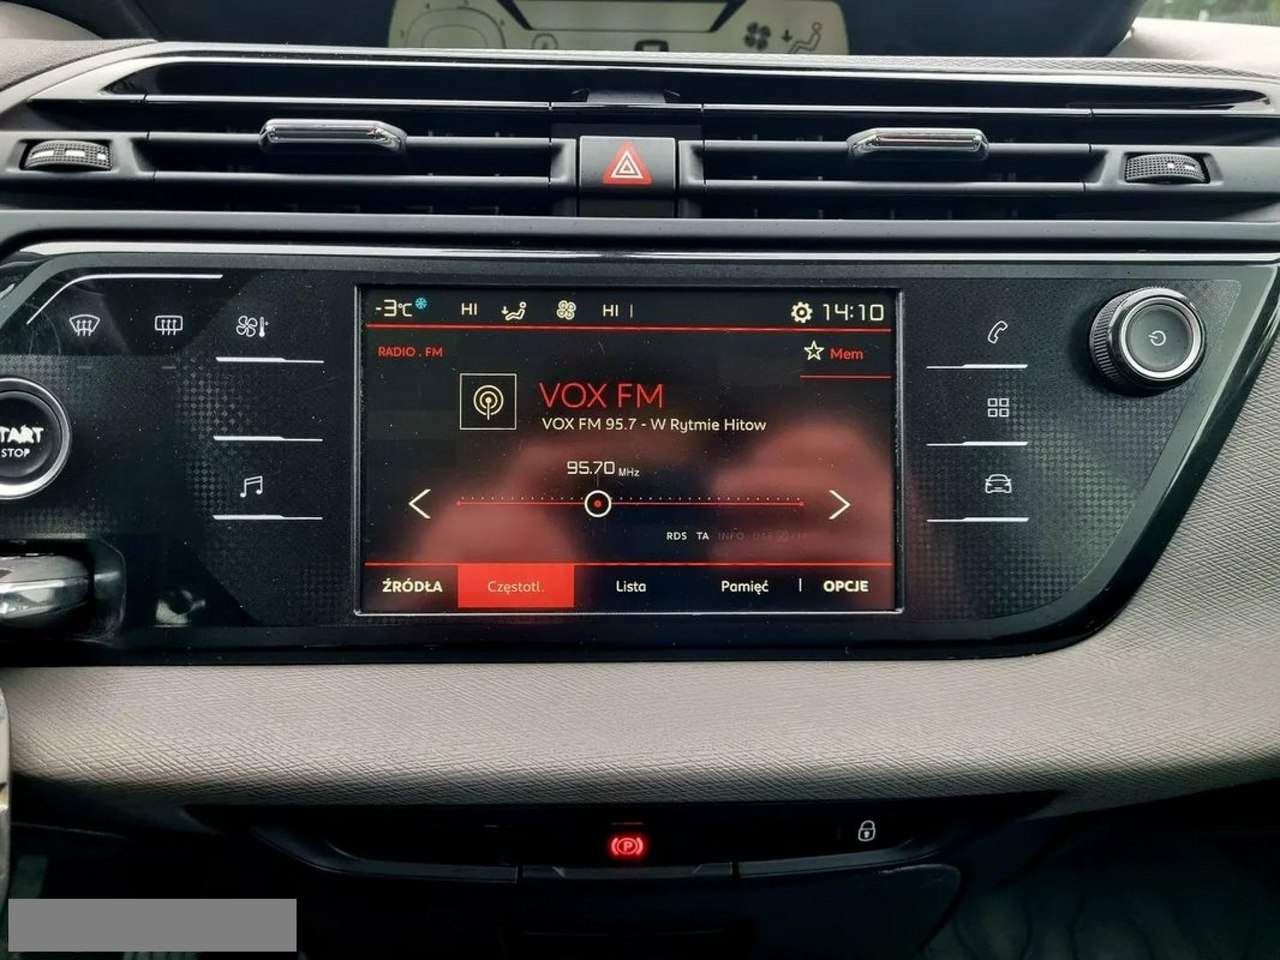 -3°C HI HI 14:10
RADIO . FM
Mem
VOX FM
VOX FM 95.7 - W Rytmie Hitow
95.70 MHz
START
STOP
RDS TA INFO
ŹRÓDŁA Częstotl. Lista Pamięć OPCJE
P